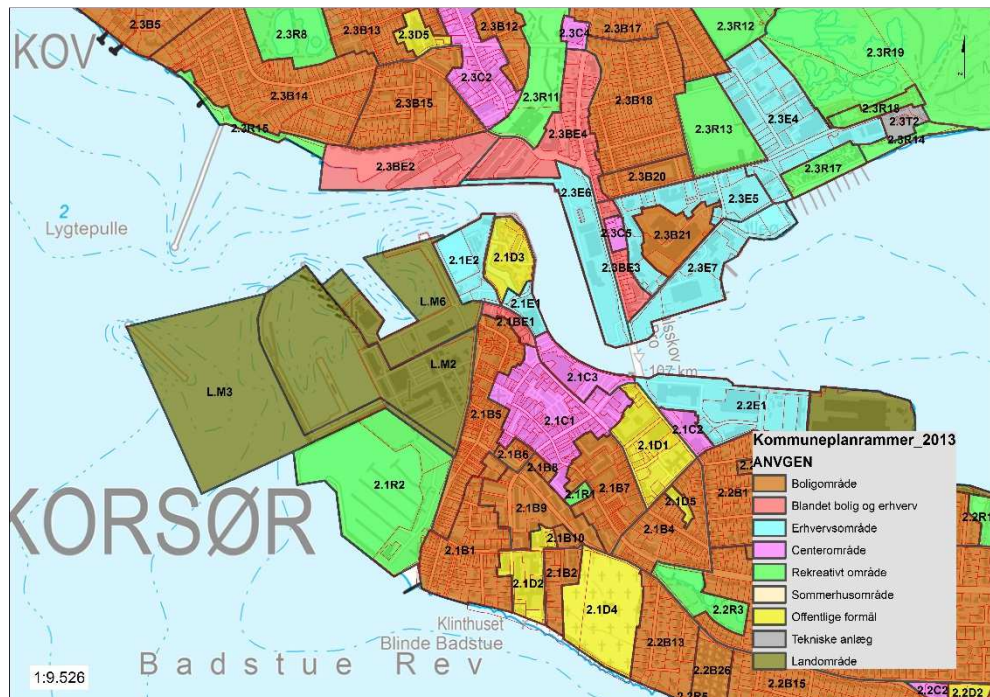 2.3B5
2.3R8
2.3B13
2.3D5
2.3B12
2.3C4
2.3B17
2.3R12
KOV
2.3C2
2.3R19
2.3B14
2.3B15
2.3R11
2.3B18
2.3R18
2.3E4
2.3T2
2.3R15
2.3BE4
2.3R13
2.3R14
2.3BE2
2.3R17
2.3B20
2.3E6
2.3E5
2
Lygtepulle
2.3C5
2.3B21
2.1E2
2.1D3
2.3BE3
2.3E7
L.M6
2.1E1
2.1BE1
107 km
L.M3
L.M2
2.1C3
2.2E1
2.1B5
2.1C1
2.1C2
2.1D1
Kommuneplanrammer_2013
ANVGEN
Boligområde
Blandet bolig og erhverv
Erhvervsområde
Centerområde
Rekreativt område
Sommerhusområde
Offentlige formål
Tekniske anlæg
Landområde
2.1B6
2.1B8
2.1R2
2.1R1
2.1B7
2.1D5
2.2B1
KORSØR
2.1B9
2.1B4
2.2R1
2.1B1
2.1B10
2.1D2
2.1B2
2.1D4
2.2R3
Klinthuset
Blinde Badstue
2.2B13
Badstue Rev
2.2B26
2.2B15
2.2B5
2.2C2
2.2D2
1:9.526